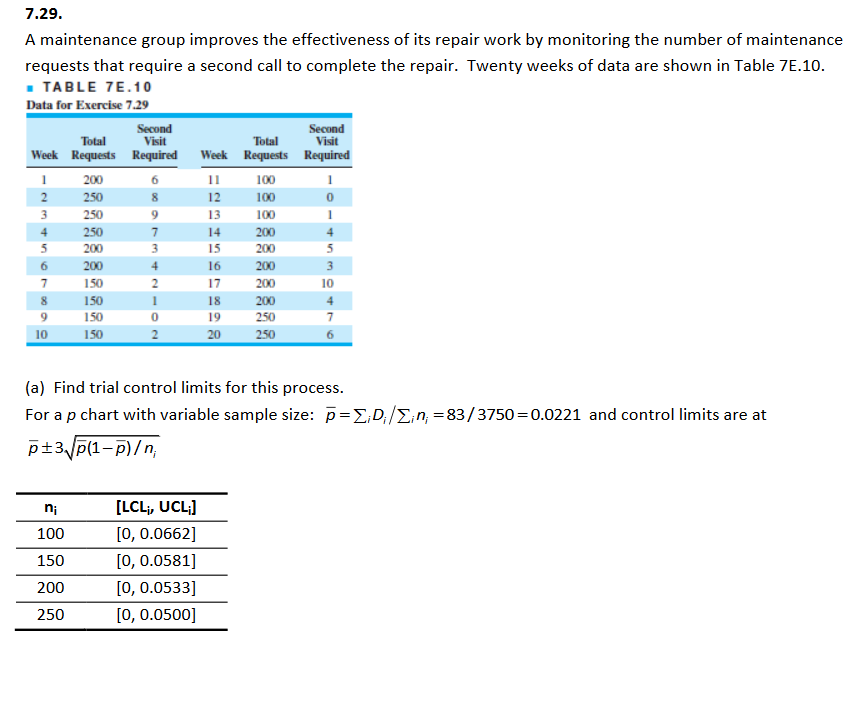 7.29.
A maintenance group improves the effectiveness of its repair work by monitoring the number of maintenance
requests that require a second call to complete the repair. Twenty weeks of data are shown in Table 7E.10.
▪ TABLE 7E.10
Data for Exercise 7.29
Second Second
Total Visit Total Visit
Week Requests Required Week Requests Required
1 200 6 11 100 1
2 250 8 12 100 0
3 250 9 13 100 1
4 250 7 14 200 4
5 200 3 15 200 5
6 200 4 16 200 3
7 150 2 17 200 10
8 150 1 18 200 4
9 150 0 19 250 7
10 150 2 20 250 6
(a) Find trial control limits for this process.
For a p chart with variable sample size: p̅=∑ᵢDᵢ/∑ᵢnᵢ =83/3750=0.0221 and control limits are at
p̅±3√p̅(1−p̅)/nᵢ
nᵢ [LCLᵢ, UCLᵢ]
100 [0, 0.0662]
150 [0, 0.0581]
200 [0, 0.0533]
250 [0, 0.0500]